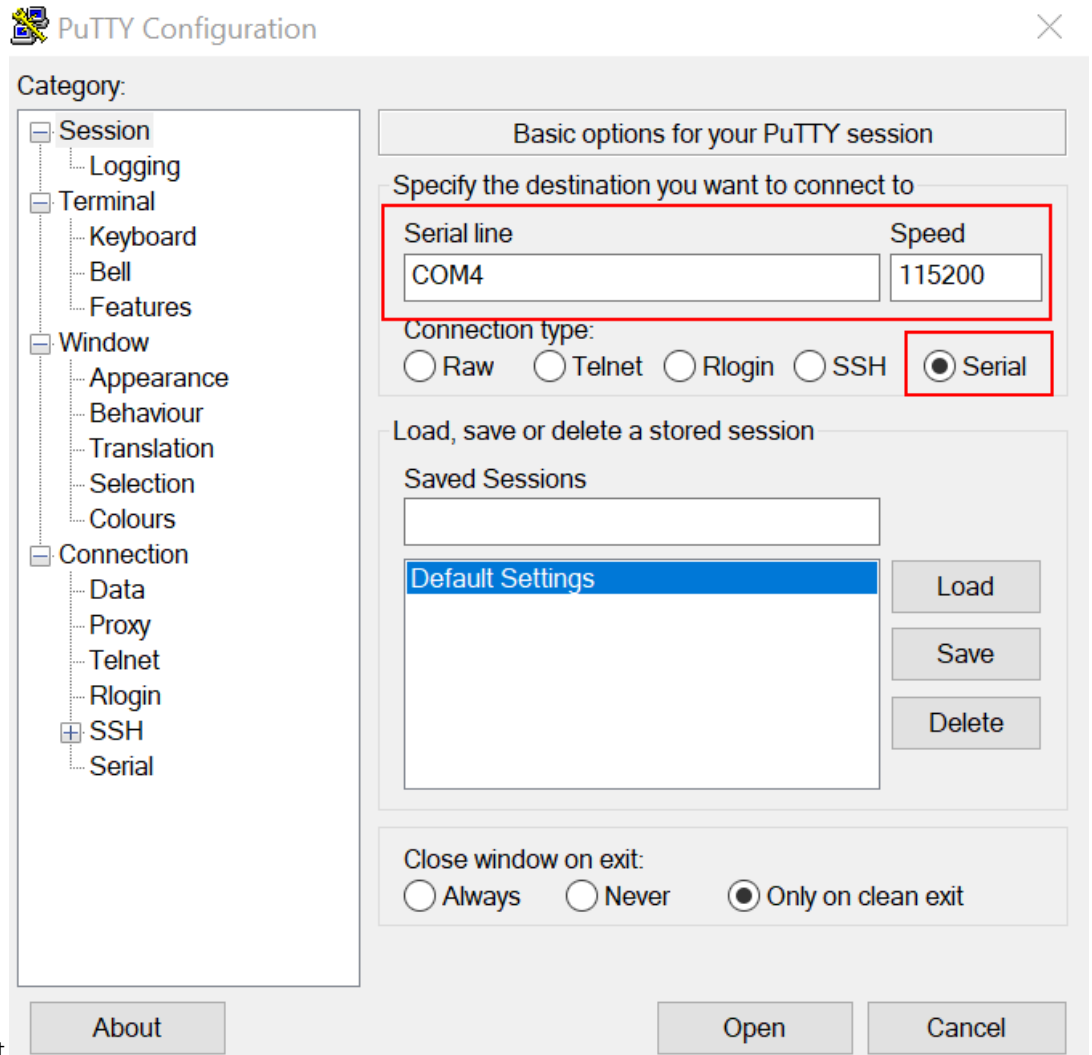 PuTTY Configuration
Category:
Session
Logging
Terminal
Keyboard
Bell
Features
Window
Appearance
Behaviour
Translation
Selection
Colours
Connection
Data
Proxy
Telnet
Rlogin
SSH
Serial
Basic options for your PuTTY session
Specify the destination you want to connect to
Serial line Speed
COM4 115200
Connection type:
Raw Telnet Rlogin SSH Serial
Load, save or delete a stored session
Saved Sessions
Default Settings
Load
Save
Delete
Close window on exit:
Always Never Only on clean exit
About Open Cancel